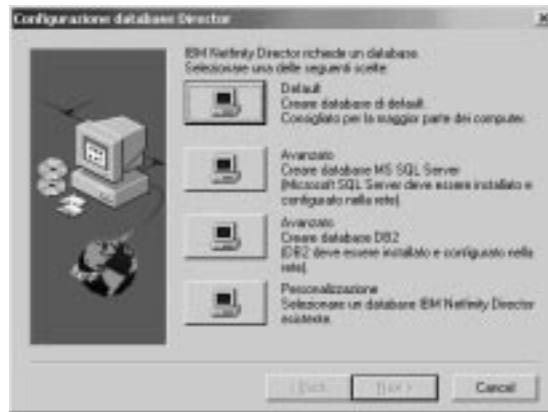 Configurazione database Director
IBM Netfinity Director richiede un database.
Selezionare una delle seguenti scelte:
Default
Creare database di default.
Consigliato per la maggior parte dei computer.
Avanzato
Creare database MS SQL Server
(Microsoft SQL Server deve essere installato e
configurato nella rete).
Avanzato
Creare database DB2
(DB2 deve essere installato e configurato nella
rete).
Personalizzazione
Selezionare un database IBM Netfinity Director
esistente.
< Back
Next >
Cancel